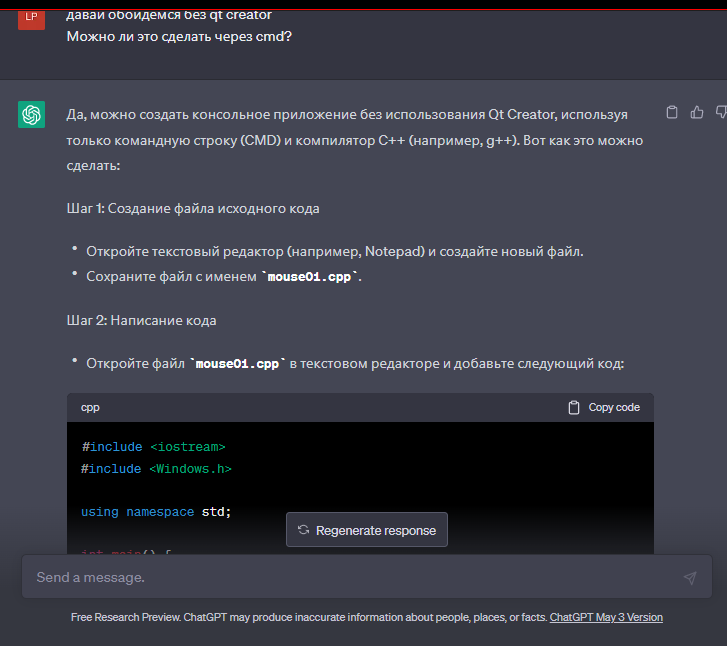 LP
давай обойдемся без qt creator
Можно ли это сделать через cmd?
Да, можно создать консольное приложение без использования Qt Creator, используя
только командную строку (CMD) и компилятор C++ (например, g++). Вот как это можно
сделать:
Шаг 1: Создание файла исходного кода
• Откройте текстовый редактор (например, Notepad) и создайте новый файл.
• Сохраните файл с именем `mouse01.cpp`.
Шаг 2: Написание кода
• Откройте файл `mouse01.cpp` в текстовом редакторе и добавьте следующий код:
cpp
Copy code
#include <iostream>
#include <Windows.h>
using namespace std;
int main() {
Regenerate response
Send a message.
Free Research Preview. ChatGPT may produce inaccurate information about people, places, or facts. ChatGPT May 3 Version